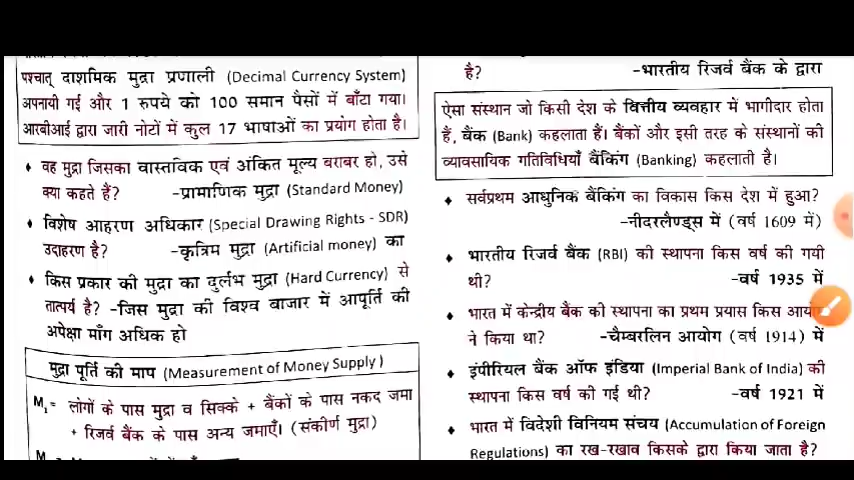 पश्चात् दाशमिक मुद्रा प्रणाली (Decimal Currency System)
अपनायी गई और 1 रुपये को 100 समान पैसों में बाँटा गया।
आरबीआई द्वारा जारी नोटों में कुल 17 भाषाओं का प्रयोग होता है।
♦ वह मुद्रा जिसका वास्तविक एवं अंकित मूल्य बराबर हो, उसे
क्या कहते हैं? -प्रामाणिक मुद्रा (Standard Money)
♦ विशेष आहरण अधिकार (Special Drawing Rights - SDR)
उदाहरण है? -कृत्रिम मुद्रा (Artificial money) का
♦ किस प्रकार की मुद्रा का दुर्लभ मुद्रा (Hard Currency) से
तात्पर्य है? -जिस मुद्रा की विश्व बाजार में आपूर्ति की
अपेक्षा माँग अधिक हो
मुद्रा पूर्ति की माप (Measurement of Money Supply)
M₁= लोगों के पास मुद्रा व सिक्के + बैंकों के पास नकद जमा
+ रिजर्व बैंक के पास अन्य जमाएँ। (संकीर्ण मुद्रा)
है? -भारतीय रिजर्व बैंक के द्वारा
ऐसा संस्थान जो किसी देश के वित्तीय व्यवहार में भागीदार होता
है, बैंक (Bank) कहलाता हैं। बैंकों और इसी तरह के संस्थानों की
व्यावसायिक गतिविधियाँ बैंकिंग (Banking) कहलाती है।
♦ सर्वप्रथम आधुनिक बैंकिंग का विकास किस देश में हुआ?
-नीदरलैण्ड्स में (वर्ष 1609 में)
♦ भारतीय रिजर्व बैंक (RBI) की स्थापना किस वर्ष की गयी
थी? -वर्ष 1935 में
♦ भारत में केन्द्रीय बैंक की स्थापना का प्रथम प्रयास किस
ने किया था? -चैम्बरलिन आयोग (वर्ष 1914) में
♦ इंपीरियल बैंक ऑफ इंडिया (Imperial Bank of India) की
स्थापना किस वर्ष की गई थी? -वर्ष 1921 में
♦ भारत में विदेशी विनियम संचय (Accumulation of Foreign
Regulations) का रख-रखाव किसके द्वारा किया जाता है?